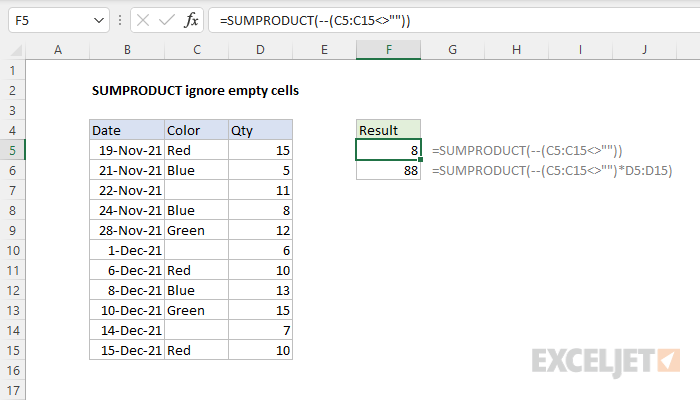 F5 fx =SUMPRODUCT(--(C5:C15<>""))
A B C D E F G H I J
1
2 SUMPRODUCT ignore empty cells
3
4 Date Color Qty Result
5 19-Nov-21 Red 15 8 =SUMPRODUCT(--(C5:C15<>""))
6 21-Nov-21 Blue 5 88 =SUMPRODUCT(--(C5:C15<>"")*D5:D15)
7 22-Nov-21 11
8 24-Nov-21 Blue 8
9 28-Nov-21 Green 12
10 1-Dec-21 6
11 6-Dec-21 Red 10
12 8-Dec-21 Blue 13
13 10-Dec-21 Green 15
14 14-Dec-21 7
15 15-Dec-21 Red 10
16 EXCELJET
17